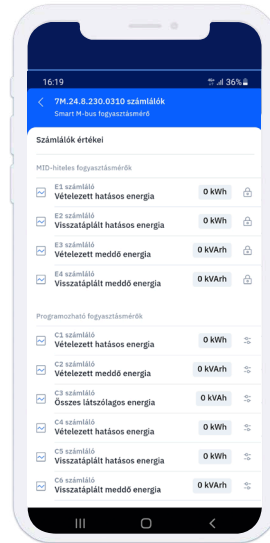 16:19
36%
7M.24.8.230.0310 számlálók
Smart M-bus fogyasztásmérő
Számlálók értékei
MID-hiteles fogyasztásmérők
E1 számláló
Vételezett hatásos energia
0 kWh
E2 számláló
Visszatáplált hatásos energia
0 kWh
E3 számláló
Vételezett meddő energia
0 kVArh
E4 számláló
Visszatáplált meddő energia
0 kVArh
Programozható fogyasztásmérők
C1 számláló
Vételezett hatásos energia
0 kWh
C2 számláló
Vételezett meddő energia
0 kVArh
C3 számláló
Összes látszólagos energia
0 kVAh
C4 számláló
Vételezett hatásos energia
0 kWh
C5 számláló
Visszatáplált hatásos energia
0 kWh
C6 számláló
Visszatáplált meddő energia
0 kVArh